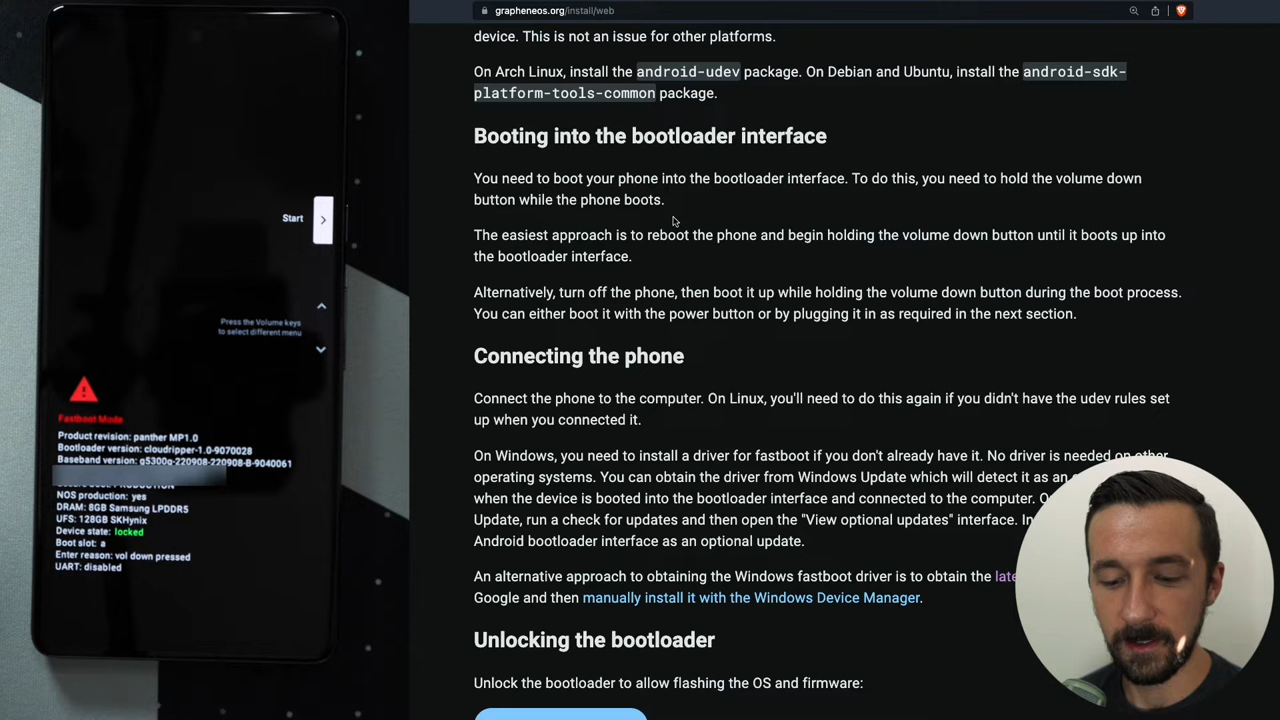 Start
Press the Volume keys
to select different menu
Fastboot Mode
Product revision: panther MP1.0
Bootloader version: cloudripper-1.0-9070028
Baseband version: g5300g-220908-220908-B-9040061
NOS production: yes
DRAM: 8GB Samsung LPDDR5
UFS: 128GB SKHynix
Device state: locked
Boot slot: a
Enter reason: vol down pressed
UART: disabled
grapheneos.org/install/web
device. This is not an issue for other platforms.
On Arch Linux, install the android-udev package. On Debian and Ubuntu, install the android-sdk-
platform-tools-common package.
Booting into the bootloader interface
You need to boot your phone into the bootloader interface. To do this, you need to hold the volume down
button while the phone boots.
The easiest approach is to reboot the phone and begin holding the volume down button until it boots up into
the bootloader interface.
Alternatively, turn off the phone, then boot it up while holding the volume down button during the boot process.
You can either boot it with the power button or by plugging it in as required in the next section.
Connecting the phone
Connect the phone to the computer. On Linux, you'll need to do this again if you didn't have the udev rules set
up when you connected it.
On Windows, you need to install a driver for fastboot if you don't already have it. No driver is needed on other
operating systems. You can obtain the driver from Windows Update which will detect it as an
when the device is booted into the bootloader interface and connected to the computer.
Update, run a check for updates and then open the "View optional updates" interface.
Android bootloader interface as an optional update.
An alternative approach to obtaining the Windows fastboot driver is to obtain the
Google and then manually install it with the Windows Device Manager.
Unlocking the bootloader
Unlock the bootloader to allow flashing the OS and firmware: